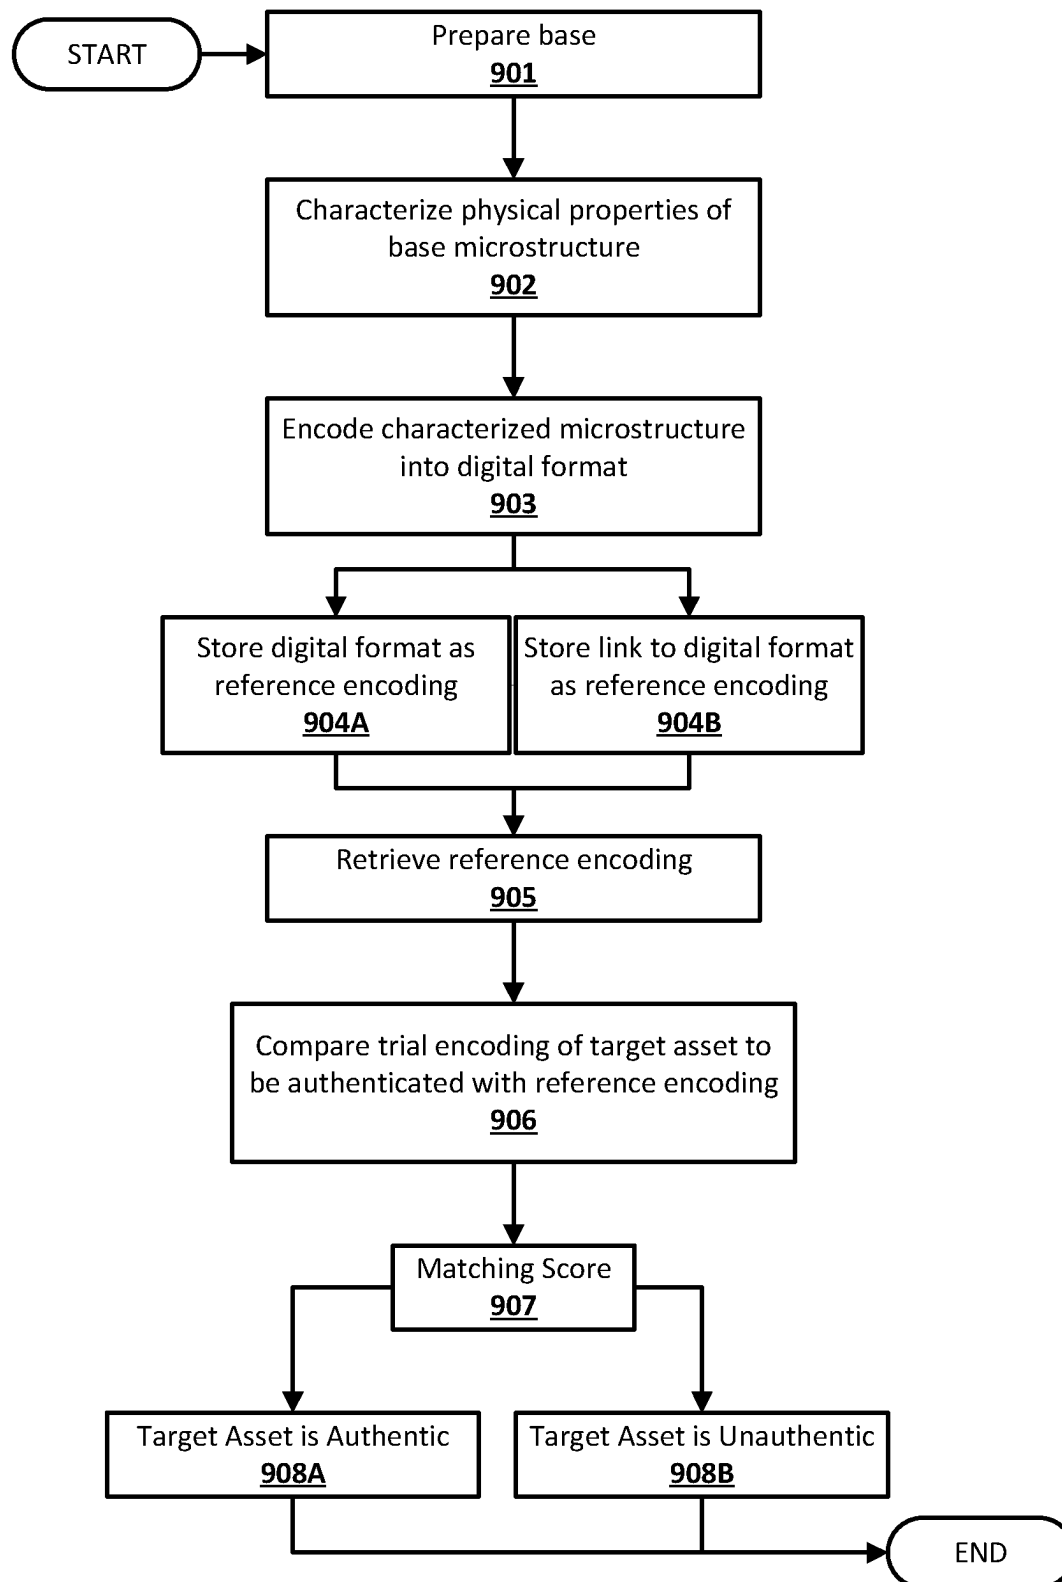 START
Prepare base
901
Characterize physical properties of
base microstructure
902
Encode characterized microstructure
into digital format
903
Store digital format as
reference encoding
904A
Store link to digital format
as reference encoding
904B
Retrieve reference encoding
905
Compare trial encoding of target asset to
be authenticated with reference encoding
906
Matching Score
907
Target Asset is Authentic
908A
Target Asset is Unauthentic
908B
END